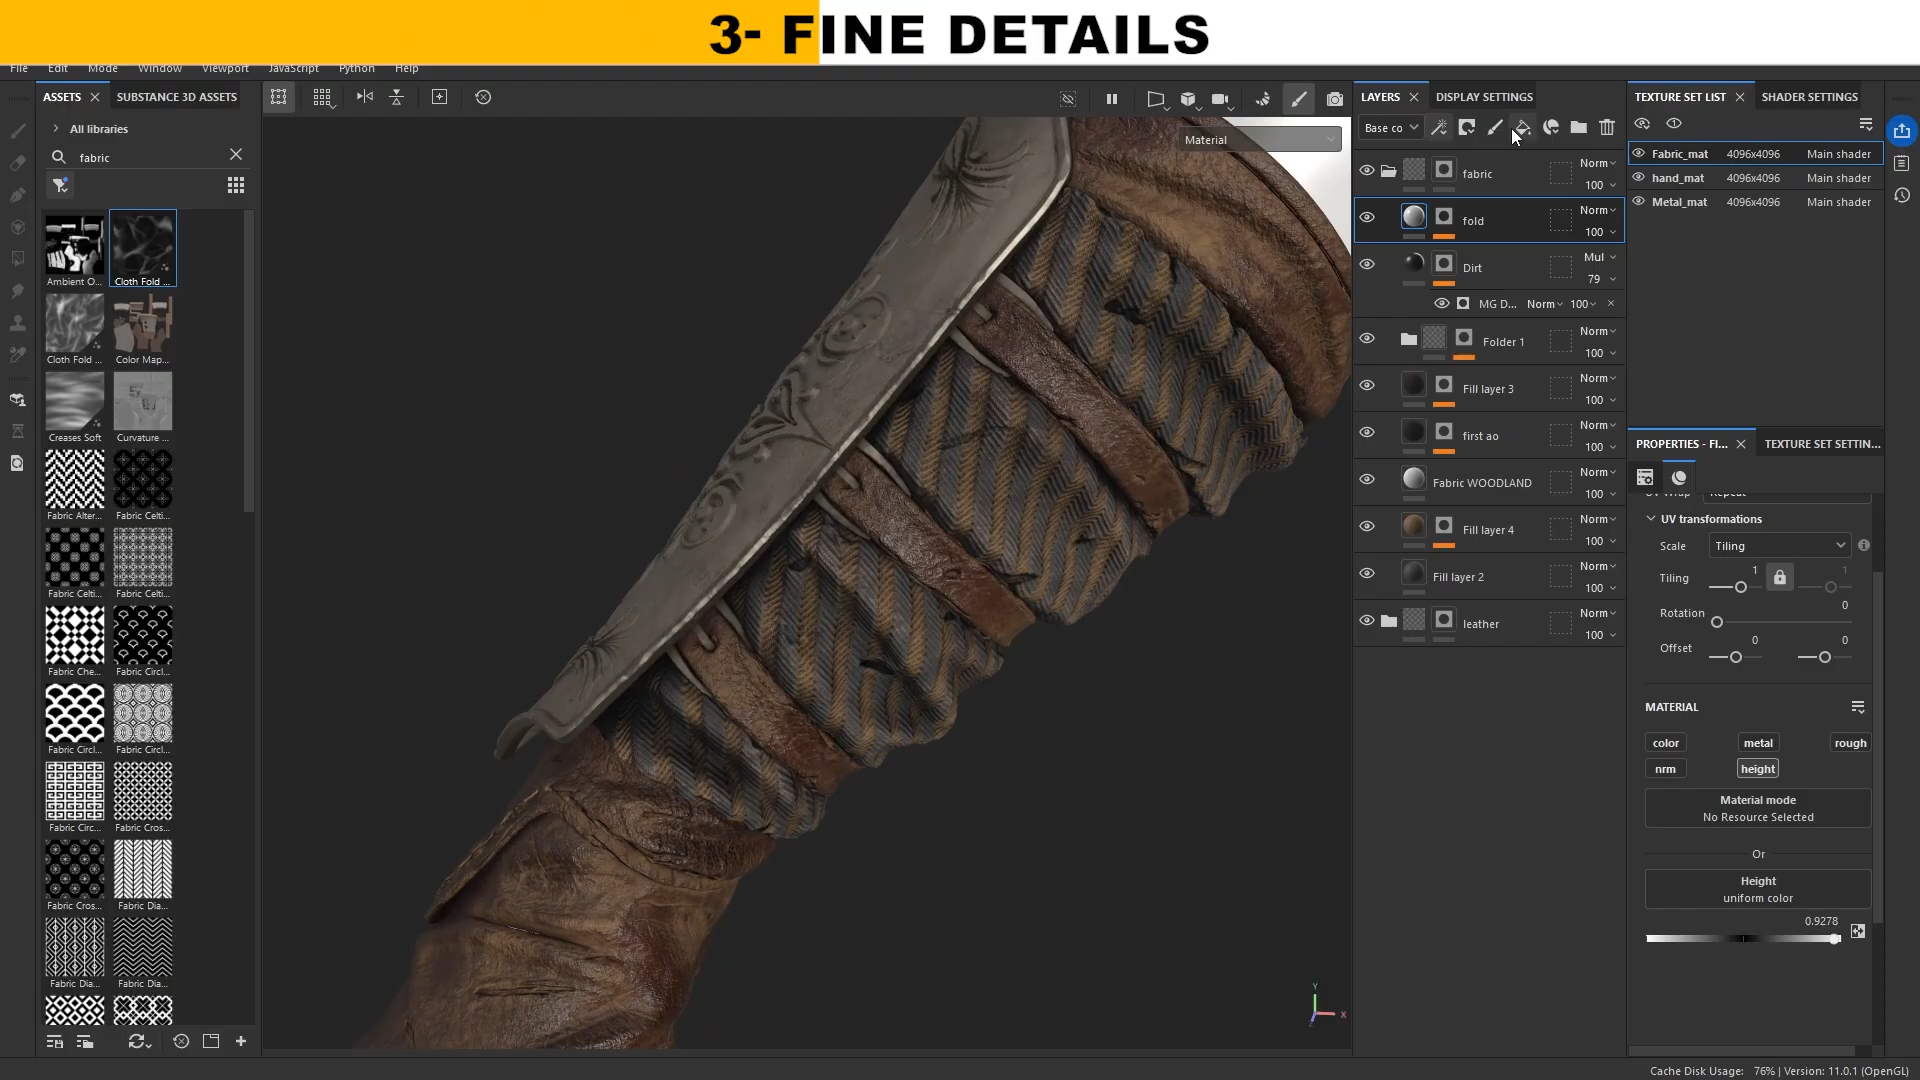 3- FINE DETAILS
File Edit Mode Window Viewport JavaScript Python Help
ASSETS
SUBSTANCE 3D ASSETS
All libraries
fabric
Ambient O...
Cloth Fold ...
Cloth Fold ...
Color Map...
Creases Soft
Curvature ...
Fabric Alter...
Fabric Celti...
Fabric Celti...
Fabric Celti...
Fabric Che...
Fabric Circl...
Fabric Circl...
Fabric Circl...
Fabric Circ...
Fabric Cros...
Fabric Cros...
Fabric Dia...
Fabric Dia...
Fabric Dia...
Material
Y
X
Z
LAYERS
DISPLAY SETTINGS
Base co
fabric Norm
100
fold Norm
100
Dirt Mul
79
MG D... Norm 100
Folder 1 Norm
100
Fill layer 3 Norm
100
first ao Norm
100
Fabric WOODLAND Norm
100
Fill layer 4 Norm
100
Fill layer 2 Norm
100
leather Norm
100
TEXTURE SET LIST
SHADER SETTINGS
Fabric_mat 4096x4096 Main shader
hand_mat 4096x4096 Main shader
Metal_mat 4096x4096 Main shader
PROPERTIES - FI...
TEXTURE SET SETTIN...
UV Wrap Repeat
UV transformations
Scale Tiling
Tiling 1 1
Rotation 0
Offset 0 0
MATERIAL
color metal rough
nrm height
Material mode
No Resource Selected
Or
Height
uniform color
0.9278
Cache Disk Usage: 76% | Version: 11.0.1 (OpenGL)